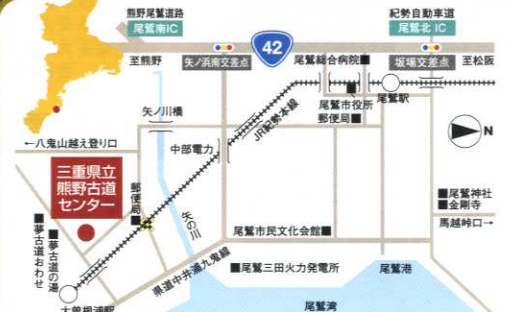 熊野尾鷲道路
尾鷲南IC
紀勢自動車道
尾鷲北 IC
42
至熊野
矢ノ浜南交差点
尾鷲総合病院
坂場交差点
至松阪
尾鷲市役所
郵便局
尾鷲駅
矢ノ川橋
JR紀勢本線
←八鬼山越え登り口
中部電力
N
三重県立
熊野古道
センター
郵便局
矢の川
尾鷲神社
金剛寺
馬越峠口→
夢古道おわせ
夢古道の湯
尾鷲市民文化会館
県道中井浦九鬼線
尾鷲三田火力発電所
尾鷲港
大曽根浦駅
尾鷲湾